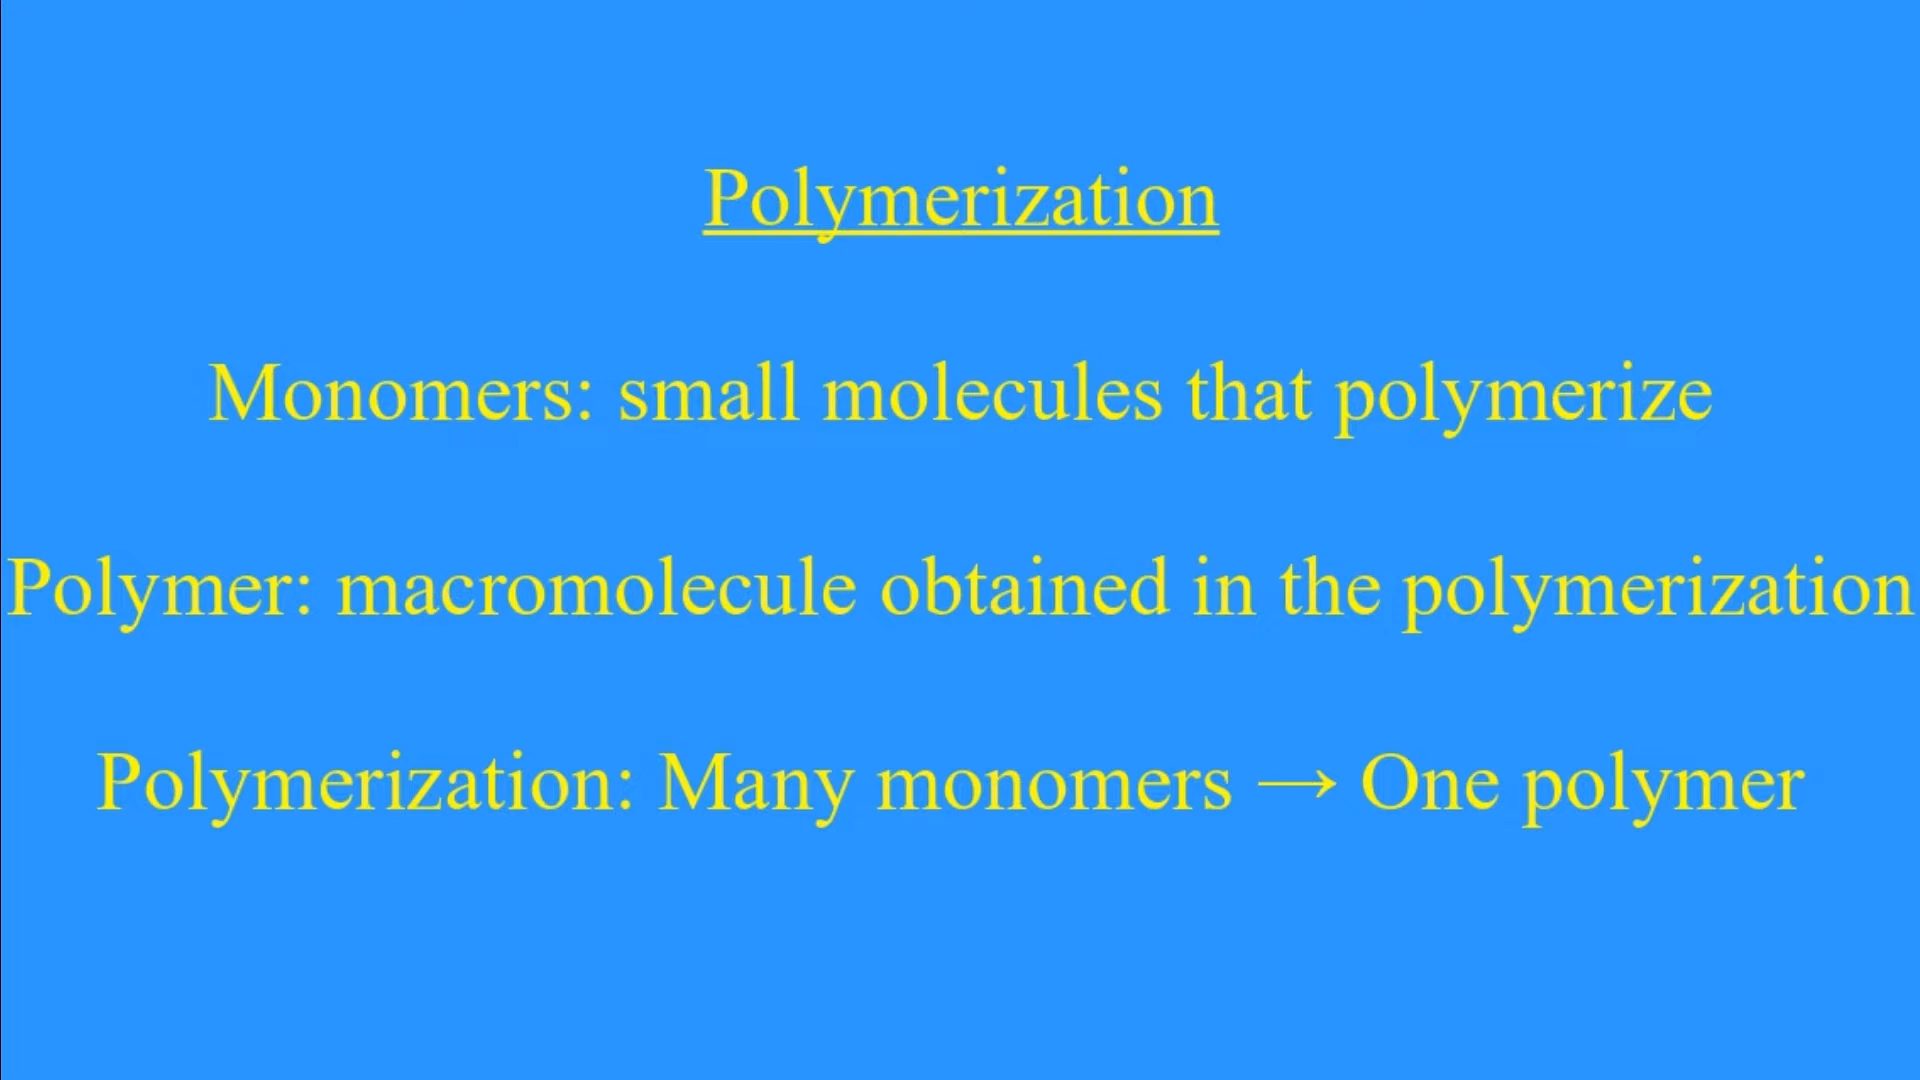 Polymerization
Monomers: small molecules that polymerize
Polymer: macromolecule obtained in the polymerization
Polymerization: Many monomers → One polymer